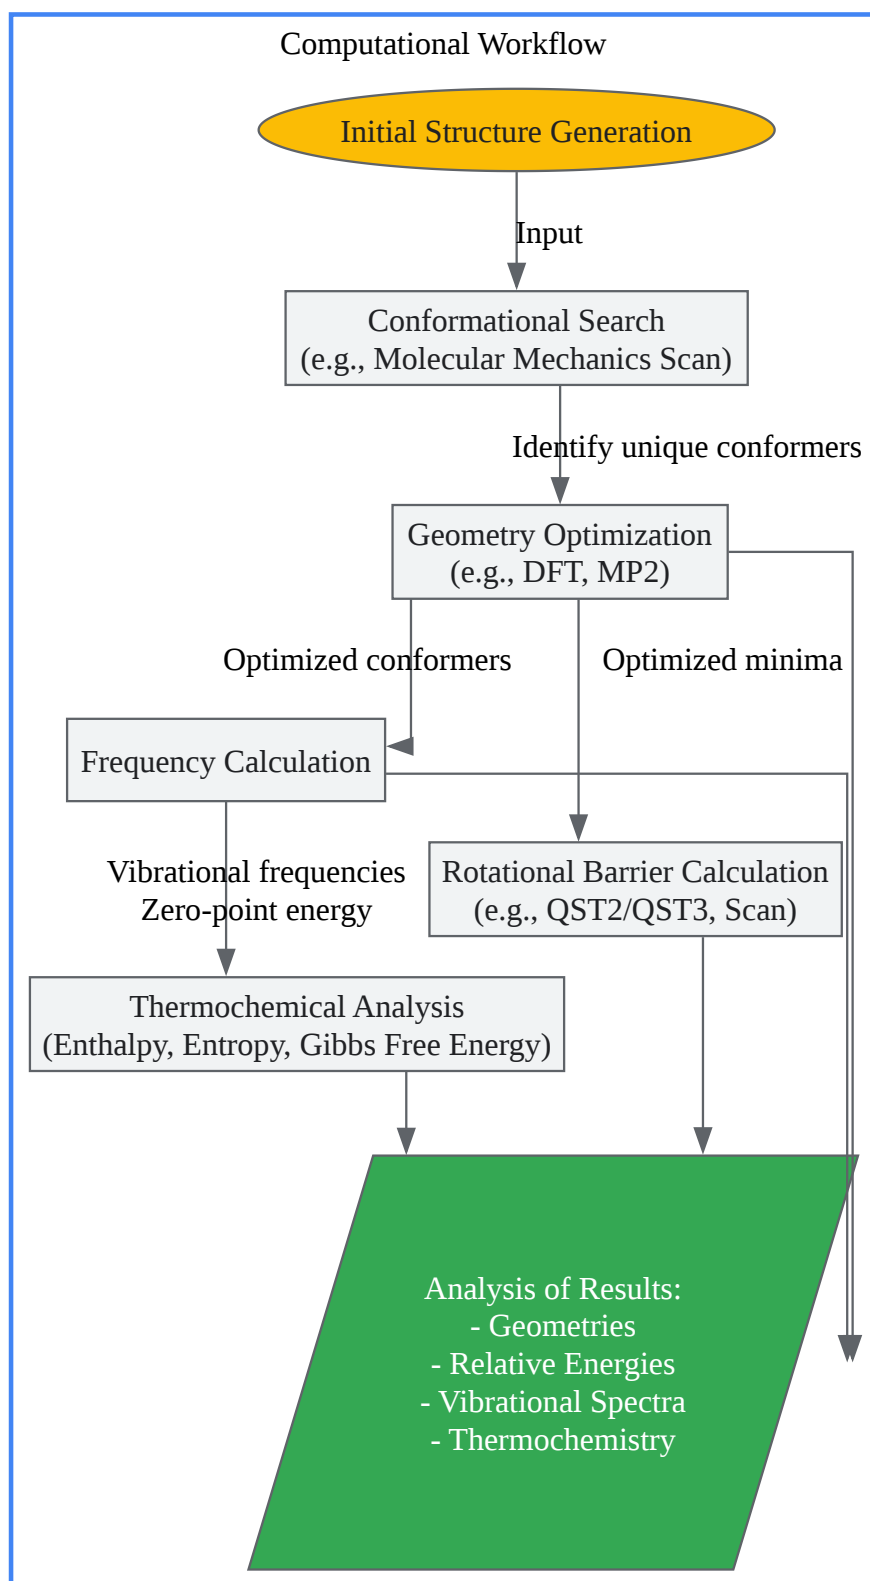 Computational Workflow
Initial Structure Generation
Input
Conformational Search
(e.g., Molecular Mechanics Scan)
Identify unique conformers
Geometry Optimization
(e.g., DFT, MP2)
Optimized conformers
Optimized minima
Frequency Calculation
Vibrational frequencies
Zero-point energy
Rotational Barrier Calculation
(e.g., QST2/QST3, Scan)
Thermochemical Analysis
(Enthalpy, Entropy, Gibbs Free Energy)
Analysis of Results:
- Geometries
- Relative Energies
- Vibrational Spectra
- Thermochemistry